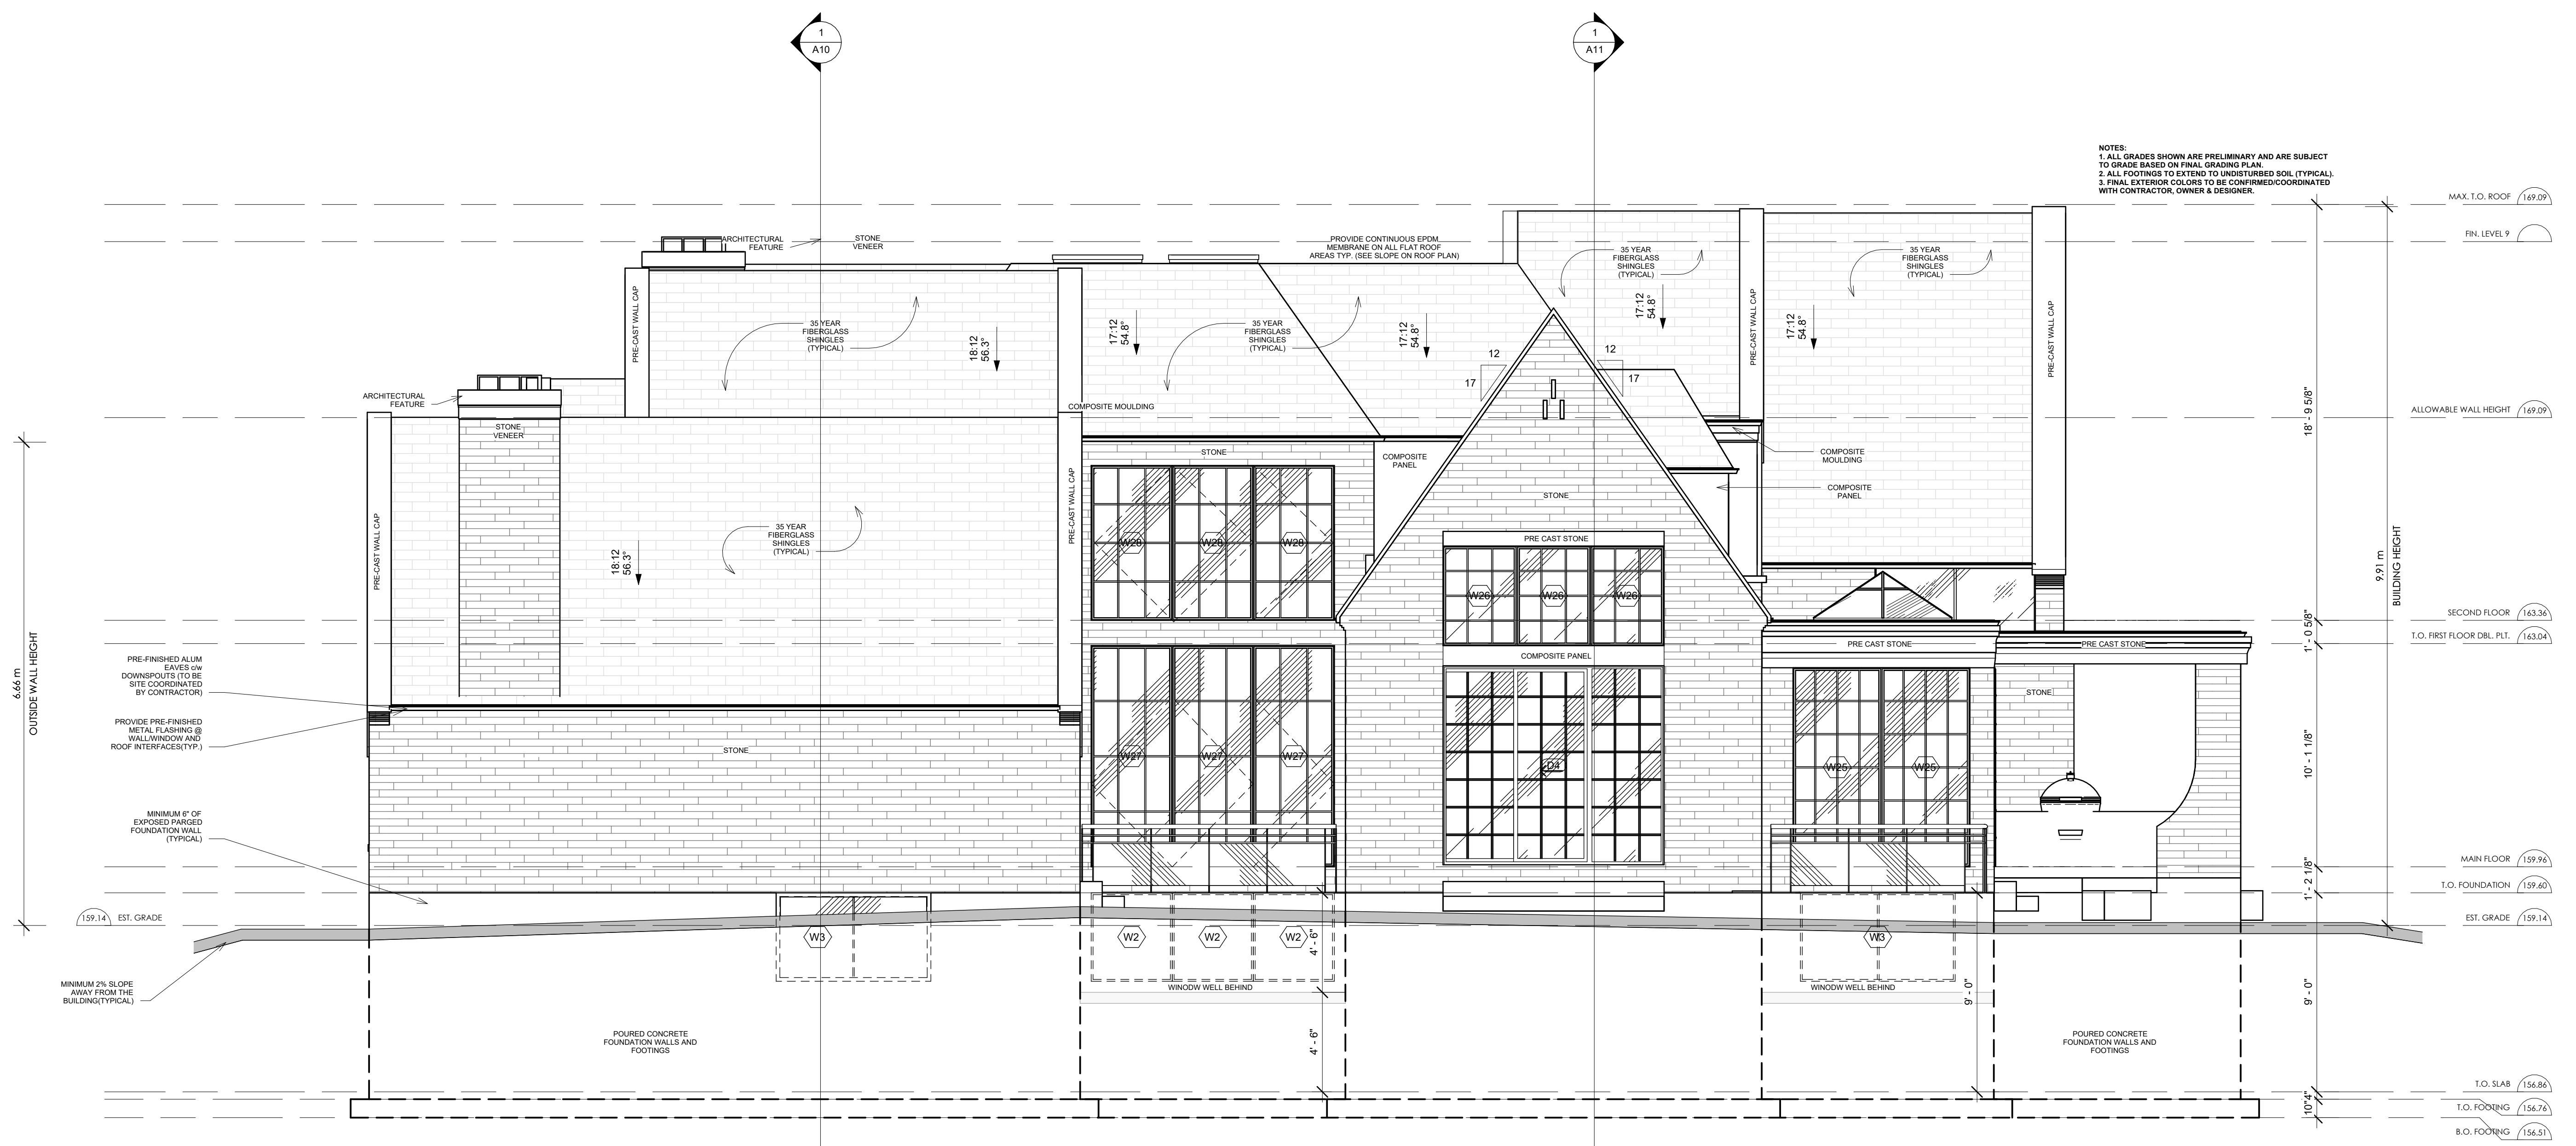 1
A10
1
A11
NOTES:
1. ALL GRADES SHOWN ARE PRELIMINARY AND ARE SUBJECT
TO GRADE BASED ON FINAL GRADING PLAN.
2. ALL FOOTINGS TO EXTEND TO UNDISTURBED SOIL (TYPICAL).
3. FINAL EXTERIOR COLORS TO BE CONFIRMED/COORDINATED
WITH CONTRACTOR, OWNER & DESIGNER.
MAX. T.O. ROOF 169.09
FIN. LEVEL 9
ARCHITECTURAL
FEATURE
STONE
VENEER
PROVIDE CONTINUOUS EPDM
MEMBRANE ON ALL FLAT ROOF
AREAS TYP. (SEE SLOPE ON ROOF PLAN)
35 YEAR
FIBERGLASS
SHINGLES
(TYPICAL)
35 YEAR
FIBERGLASS
SHINGLES
(TYPICAL)
PRE-CAST WALL CAP
35 YEAR
FIBERGLASS
SHINGLES
(TYPICAL)
18:12
56.3°
17:12
54.8°
35 YEAR
FIBERGLASS
SHINGLES
(TYPICAL)
17:12
54.8°
12
17
12
17
17:12
54.8°
PRE-CAST WALL CAP
17:12
54.8°
PRE-CAST WALL CAP
ARCHITECTURAL
FEATURE
COMPOSITE MOULDING
ALLOWABLE WALL HEIGHT 169.09
18' - 9 5/8"
STONE
VENEER
STONE
COMPOSITE
PANEL
COMPOSITE
MOULDING
COMPOSITE
PANEL
STONE
PRE-CAST WALL CAP
PRE-CAST WALL CAP
35 YEAR
FIBERGLASS
SHINGLES
(TYPICAL)
18:12
56.3°
W28
W28
W28
PRE CAST STONE
W26
W26
W26
9.91 m
BUILDING HEIGHT
6.66 m
OUTSIDE WALL HEIGHT
SECOND FLOOR 163.36
1' - 0 5/8"
T.O. FIRST FLOOR DBL. PLT. 163.04
COMPOSITE PANEL
PRE CAST STONE
PRE CAST STONE
STONE
PRE-FINISHED ALUM
EAVES c/w
DOWNSPOUTS (TO BE
SITE COORDINATED
BY CONTRACTOR)
PROVIDE PRE-FINISHED
METAL FLASHING @
WALL/WINDOW AND
ROOF INTERFACES(TYP.)
STONE
W27
W27
W27
D4
W25
W25
10' - 1 1/8"
MINIMUM 6" OF
EXPOSED PARGED
FOUNDATION WALL
(TYPICAL)
MAIN FLOOR 159.96
1' - 2 1/8"
T.O. FOUNDATION 159.60
159.14 EST. GRADE
EST. GRADE 159.14
W3
W2
W2
W2
4' - 6"
W3
MINIMUM 2% SLOPE
AWAY FROM THE
BUILDING(TYPICAL)
WINODW WELL BEHIND
WINODW WELL BEHIND
9' - 0"
9' - 0"
POURED CONCRETE
FOUNDATION WALLS AND
FOOTINGS
4' - 6"
POURED CONCRETE
FOUNDATION WALLS AND
FOOTINGS
T.O. SLAB 156.86
4"
T.O. FOOTING 156.76
10"
B.O. FOOTING 156.51